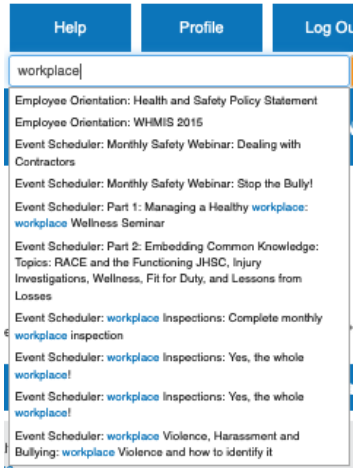 Help Profile Log Ou
workplace
Employee Orientation: Health and Safety Policy Statement
Employee Orientation: WHMIS 2015
Event Scheduler: Monthly Safety Webinar: Dealing with
Contractors
Event Scheduler: Monthly Safety Webinar: Stop the Bully!
Event Scheduler: Part 1: Managing a Healthy workplace:
workplace Wellness Seminar
Event Scheduler: Part 2: Embedding Common Knowledge:
Topics: RACE and the Functioning JHSC, Injury
Investigations, Wellness, Fit for Duty, and Lessons from
Losses
Event Scheduler: workplace Inspections: Complete monthly
workplace inspection
Event Scheduler: workplace Inspections: Yes, the whole
workplace!
Event Scheduler: workplace Inspections: Yes, the whole
workplace!
Event Scheduler: workplace Violence, Harassment and
Bullying: workplace Violence and how to identify it